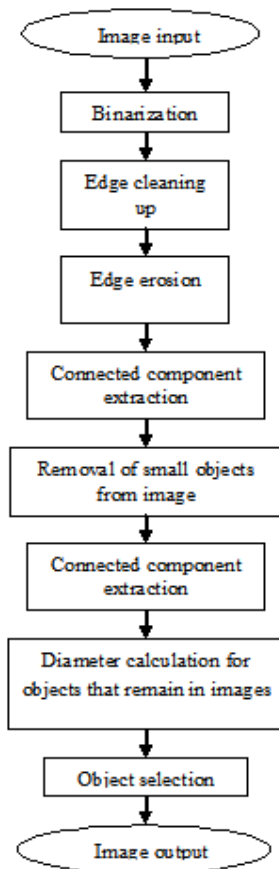 Image input
Binarization
Edge cleaning
up
Edge erosion
Connected component
extraction
Removal of small objects
from image
Connected component
extraction
Diameter calculation for
objects that remain in images
Object selection
Image output